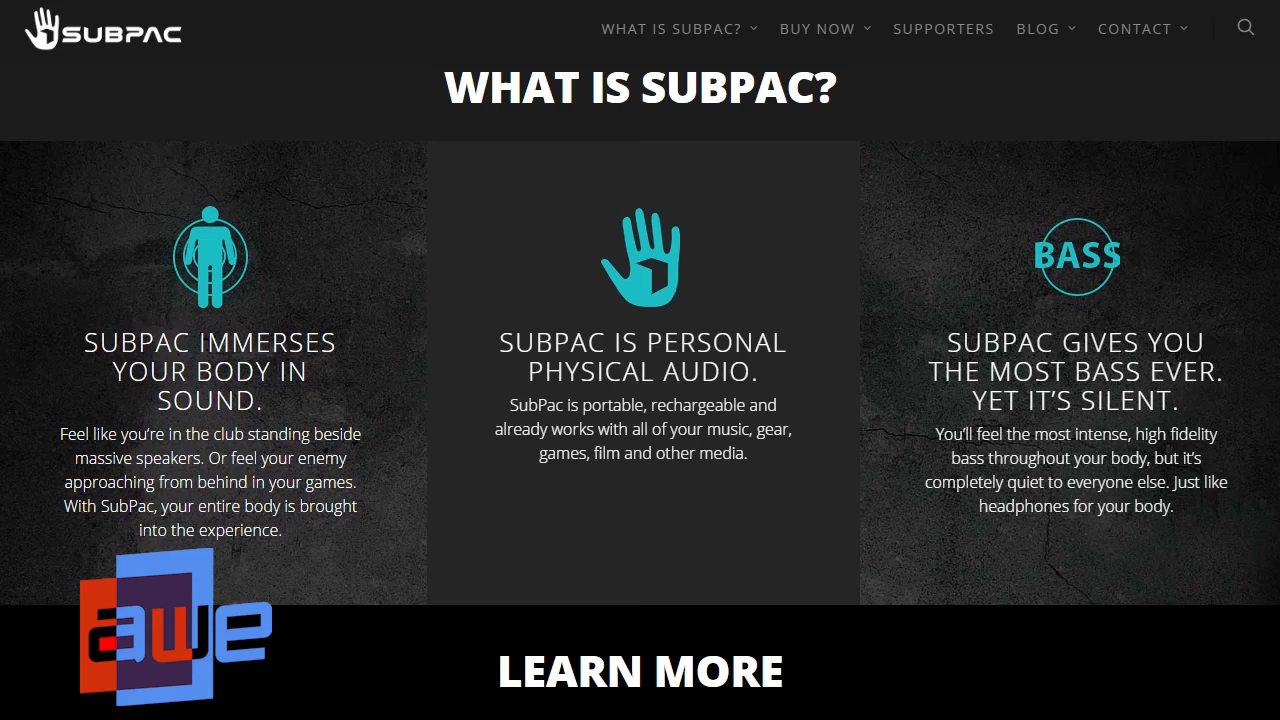 SUBPAC
WHAT IS SUBPAC? BUY NOW SUPPORTERS BLOG CONTACT
WHAT IS SUBPAC?
SUBPAC IMMERSES
YOUR BODY IN
SOUND.
Feel like you’re in the club standing beside
massive speakers. Or feel your enemy
approaching from behind in your games.
With SubPac, your entire body is brought
into the experience.
SUBPAC IS PERSONAL
PHYSICAL AUDIO.
SubPac is portable, rechargeable and
already works with all of your music, gear,
games, film and other media.
BASS
SUBPAC GIVES YOU
THE MOST BASS EVER.
YET IT’S SILENT.
You’ll feel the most intense, high fidelity
bass throughout your body, but it’s
completely quiet to everyone else. Just like
headphones for your body.
awe
LEARN MORE